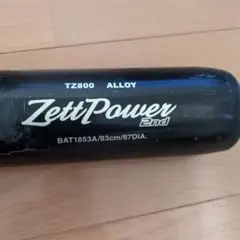 TZ800 ALLOY
ZettPower
2nd
BAT1853A/83cm/67DIA.